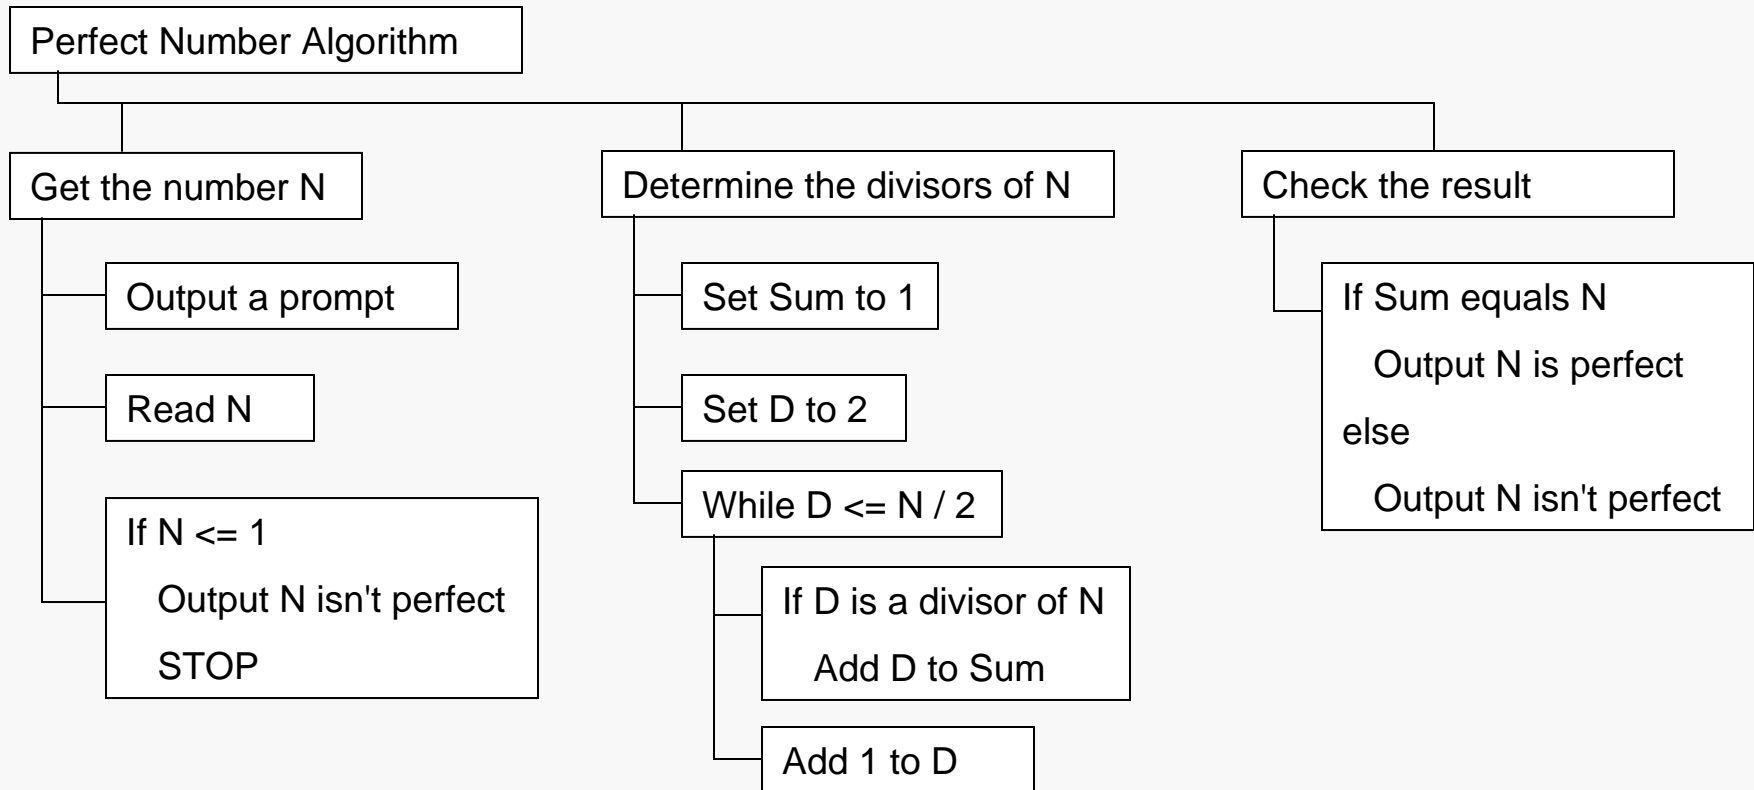 Perfect Number Algorithm
Get the number N
Output a prompt
Read N
If N <= 1
Output N isn't perfect
STOP
Determine the divisors of N
Set Sum to 1
Set D to 2
While D <= N / 2
If D is a divisor of N
Add D to Sum
Add 1 to D
Check the result
If Sum equals N
Output N is perfect
else
Output N isn't perfect